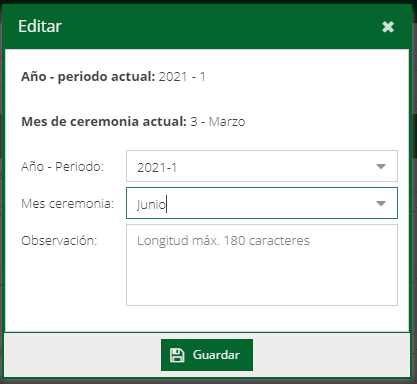 Editar
Año - periodo actual: 2021 - 1
Mes de ceremonia actual: 3 - Marzo
Año - Periodo: 2021-1
Mes ceremonia: Junio
Observación: Longitud máx. 180 caracteres
Guardar